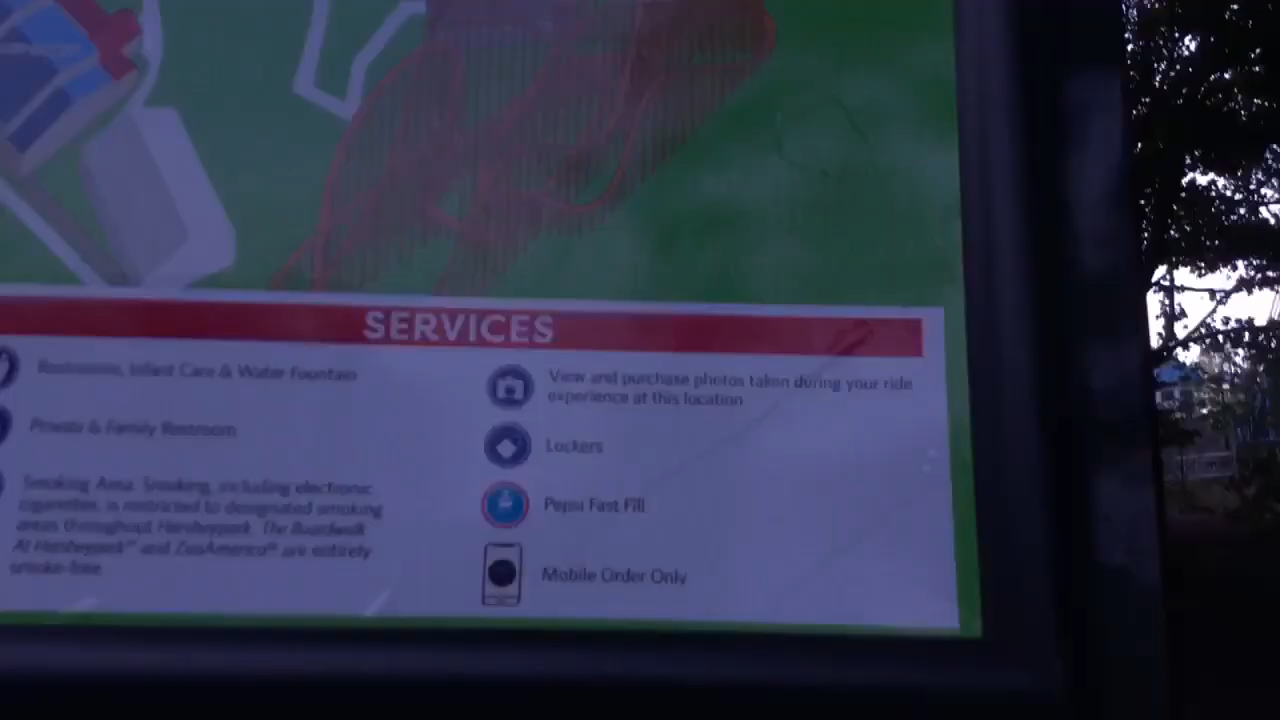 SERVICES
Restrooms, Infant Care & Water Fountain
Private & Family Restroom
Smoking Area. Smoking, including electronic
cigarettes, is restricted to designated smoking
areas throughout Hersheypark. The Boardwalk
At Hersheypark℠ and ZooAmerica® are entirely
smoke-free.
View and purchase photos taken during your ride
experience at this location
Lockers
Pepsi Fast Fill
Mobile Order Only